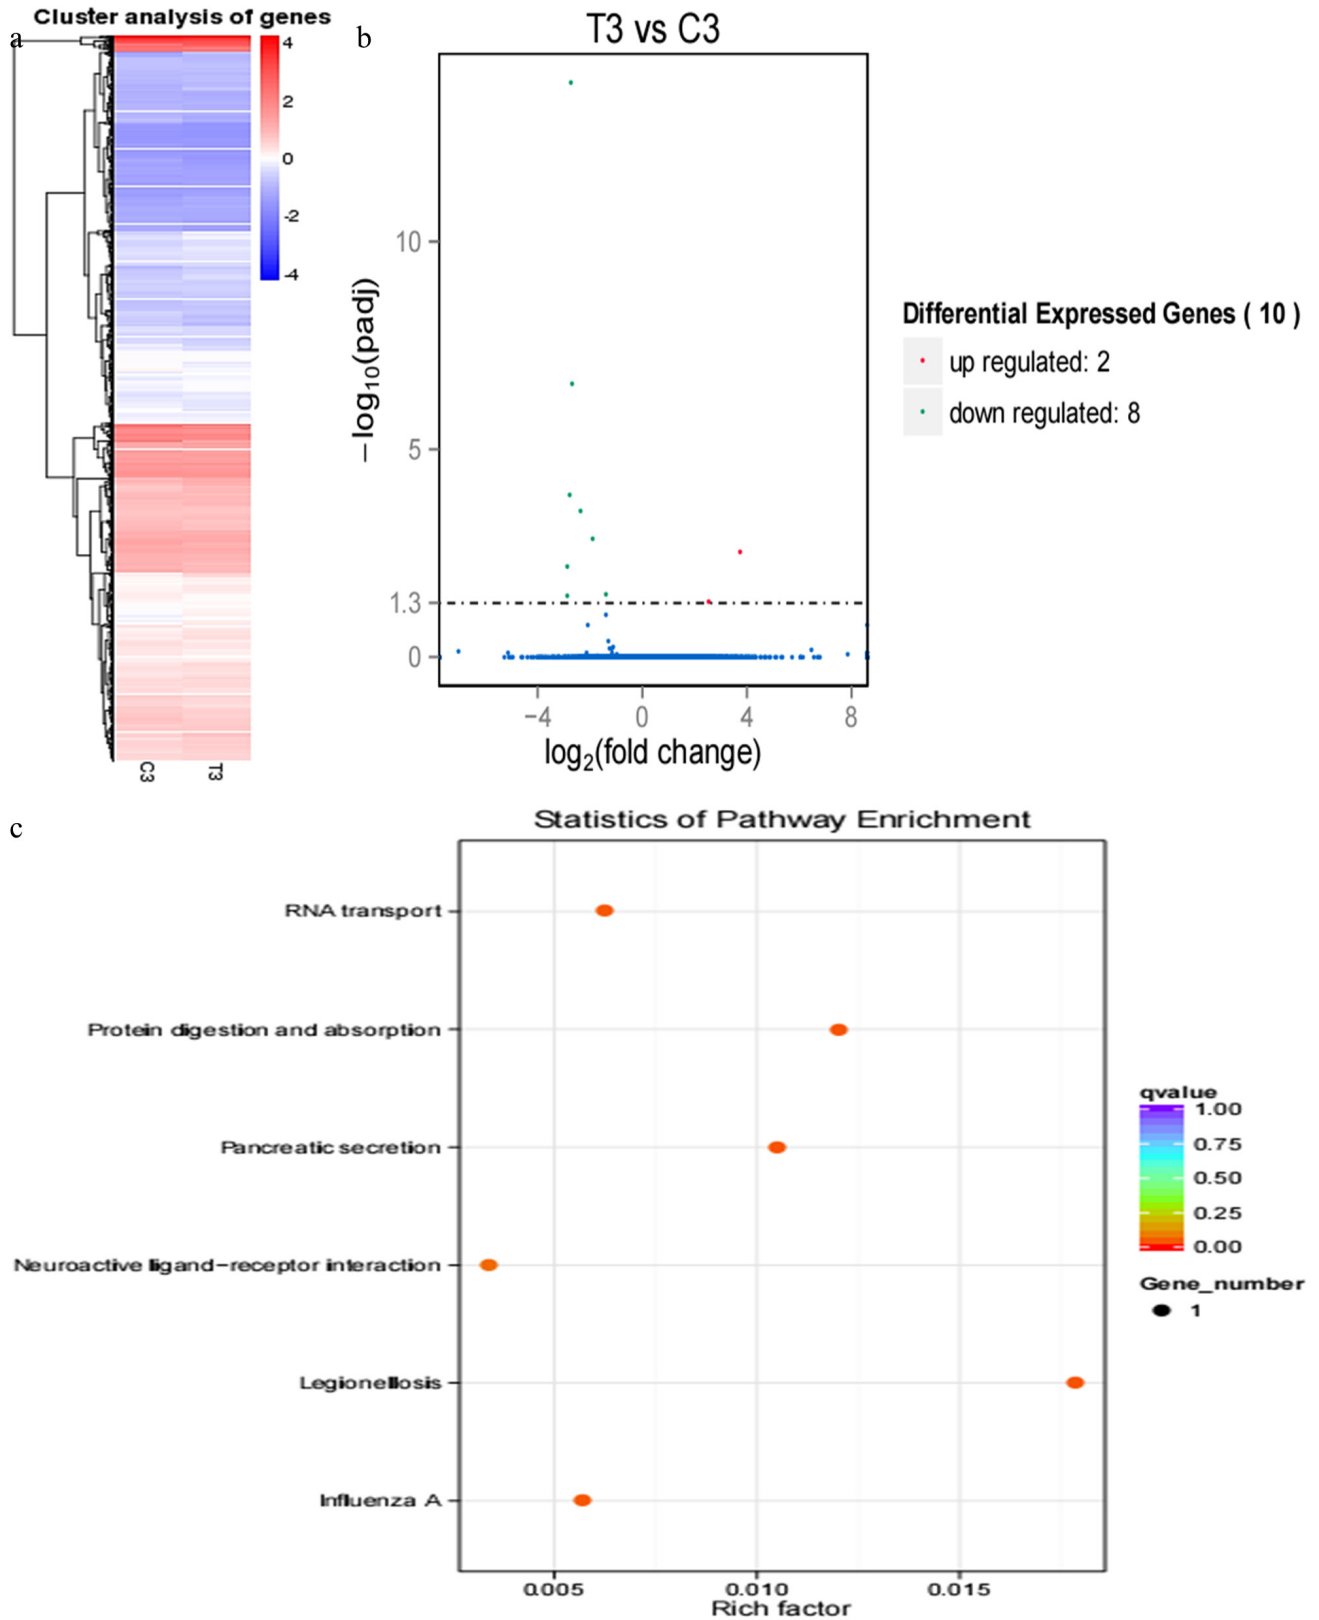 a
Cluster analysis of genes
4
2
0
-2
-4
C3
T3
b
T3 vs C3
−log10(padj)
10
5
1.3
0
−4
0
4
8
log2(fold change)
Differential Expressed Genes ( 10 )
up regulated: 2
down regulated: 8
c
Statistics of Pathway Enrichment
RNA transport
Protein digestion and absorption
Pancreatic secretion
Neuroactive ligand−receptor interaction
Legionellosis
Influenza A
0.005
0.010
0.015
Rich factor
qvalue
1.00
0.75
0.50
0.25
0.00
Gene_number
1